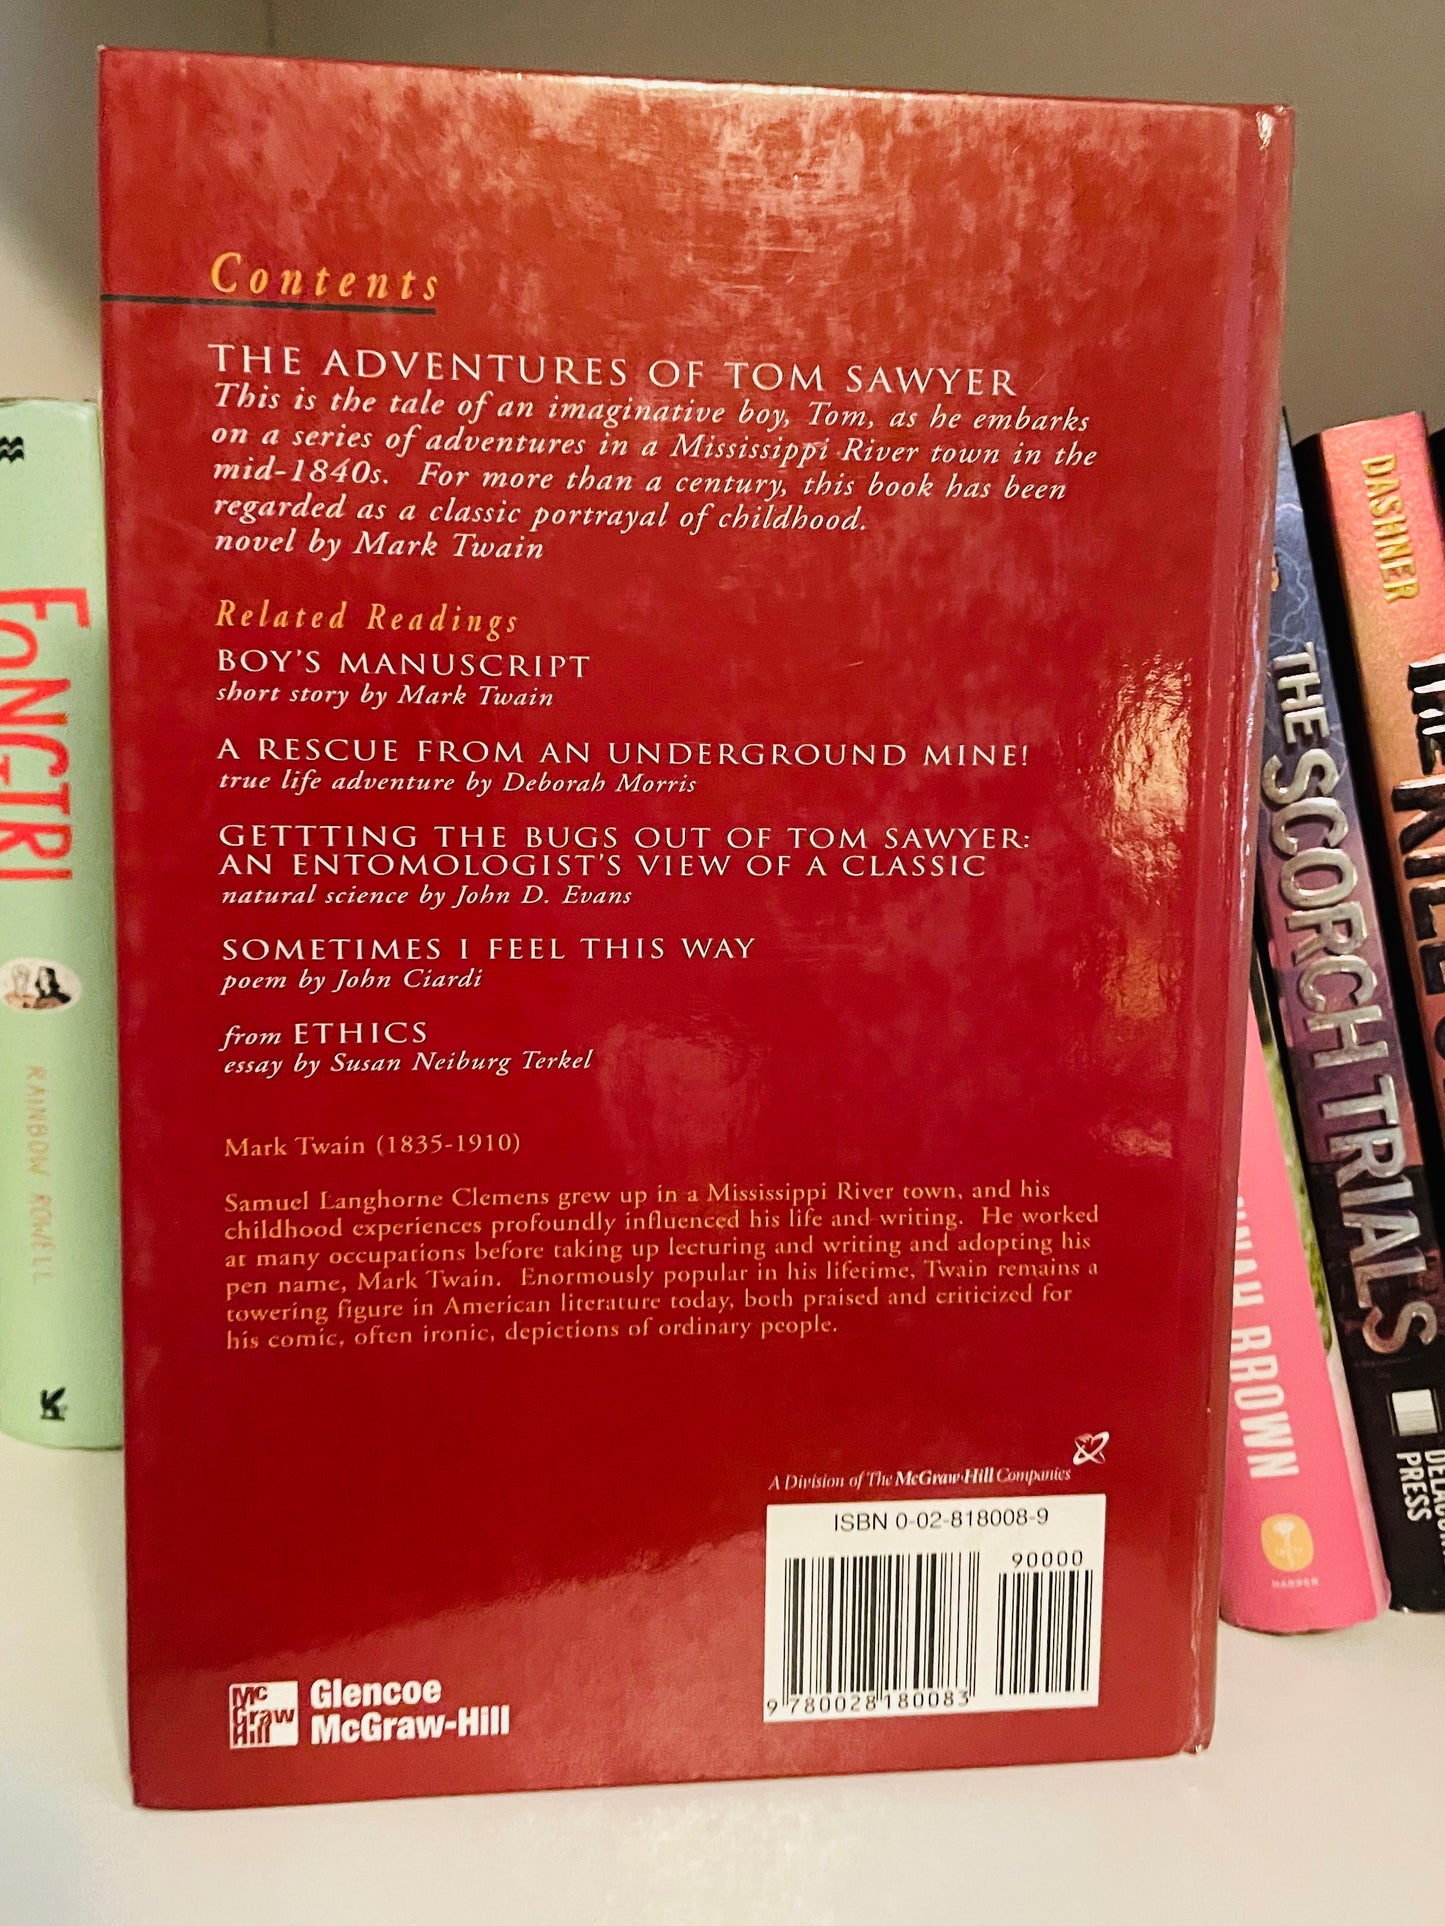 Contents
THE ADVENTURES OF TOM SAWYER
This is the tale of an imaginative boy, Tom, as he embarks
on a series of adventures in a Mississippi River town in the
mid-1840s. For more than a century, this book has been
regarded as a classic portrayal of childhood.
novel by Mark Twain
Related Readings
BOY'S MANUSCRIPT
short story by Mark Twain
A RESCUE FROM AN UNDERGROUND MINE!
true life adventure by Deborah Morris
GETTTING THE BUGS OUT OF TOM SAWYER:
AN ENTOMOLOGIST'S VIEW OF A CLASSIC
natural science by John D. Evans
SOMETIMES I FEEL THIS WAY
poem by John Ciardi
from ETHICS
essay by Susan Neiburg Terkel
Mark Twain (1835-1910)
Samuel Langhorne Clemens grew up in a Mississippi River town, and his
childhood experiences profoundly influenced his life and writing. He worked
at many occupations before taking up lecturing and writing and adopting his
pen name, Mark Twain. Enormously popular in his lifetime, Twain remains a
towering figure in American literature today, both praised and criticized for
his comic, often ironic, depictions of ordinary people.
A Division of The McGraw-Hill Companies
ISBN 0-02-818008-9
90000
9 780028 180083
Mc
Graw
Hill
Glencoe
McGraw-Hill
RAINBOW ROWELL
THE SCORCH TRIALS
DASHNER
BROWN
HARPER
PRESS